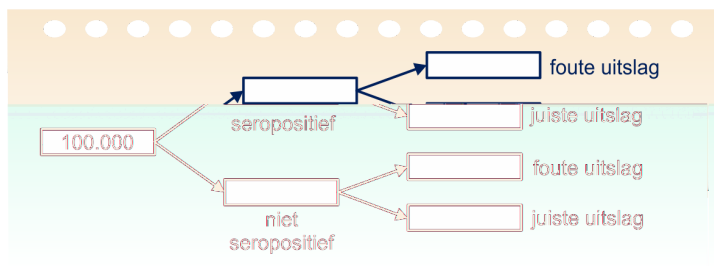 foute uitslag
seropositief
juiste uitslag
100.000
foute uitslag
niet
seropositief
juiste uitslag